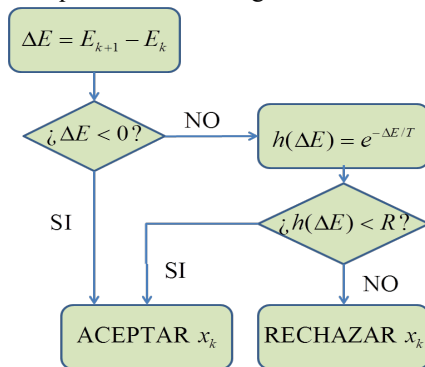 ΔE = E_{k+1} − E_k
¿ΔE < 0?
NO
h(ΔE) = e^{−ΔE/T}
SI
¿h(ΔE) < R?
SI
NO
ACEPTAR x_k
RECHAZAR x_k